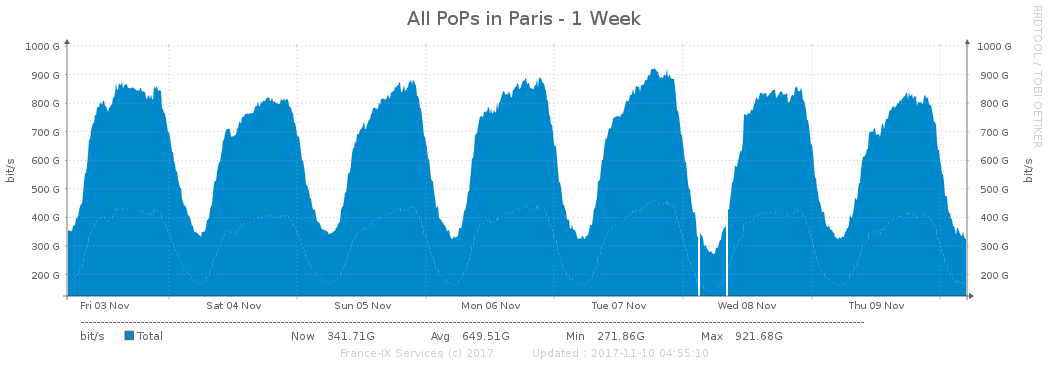 All PoPs in Paris - 1 Week
RRDTOOL / TOBI OETIKER
1000 G 1000 G
900 G 900 G
800 G 800 G
700 G 700 G
600 G 600 G
500 G 500 G
400 G 400 G
300 G 300 G
200 G 200 G
bit/s
bit/s
Fri 03 Nov Sat 04 Nov Sun 05 Nov Mon 06 Nov Tue 07 Nov Wed 08 Nov Thu 09 Nov
bit/s Total Now 341.71G Avg 649.51G Min 271.86G Max 921.68G
France-IX Services (c) 2017 Updated : 2017-11-10 04:55:10